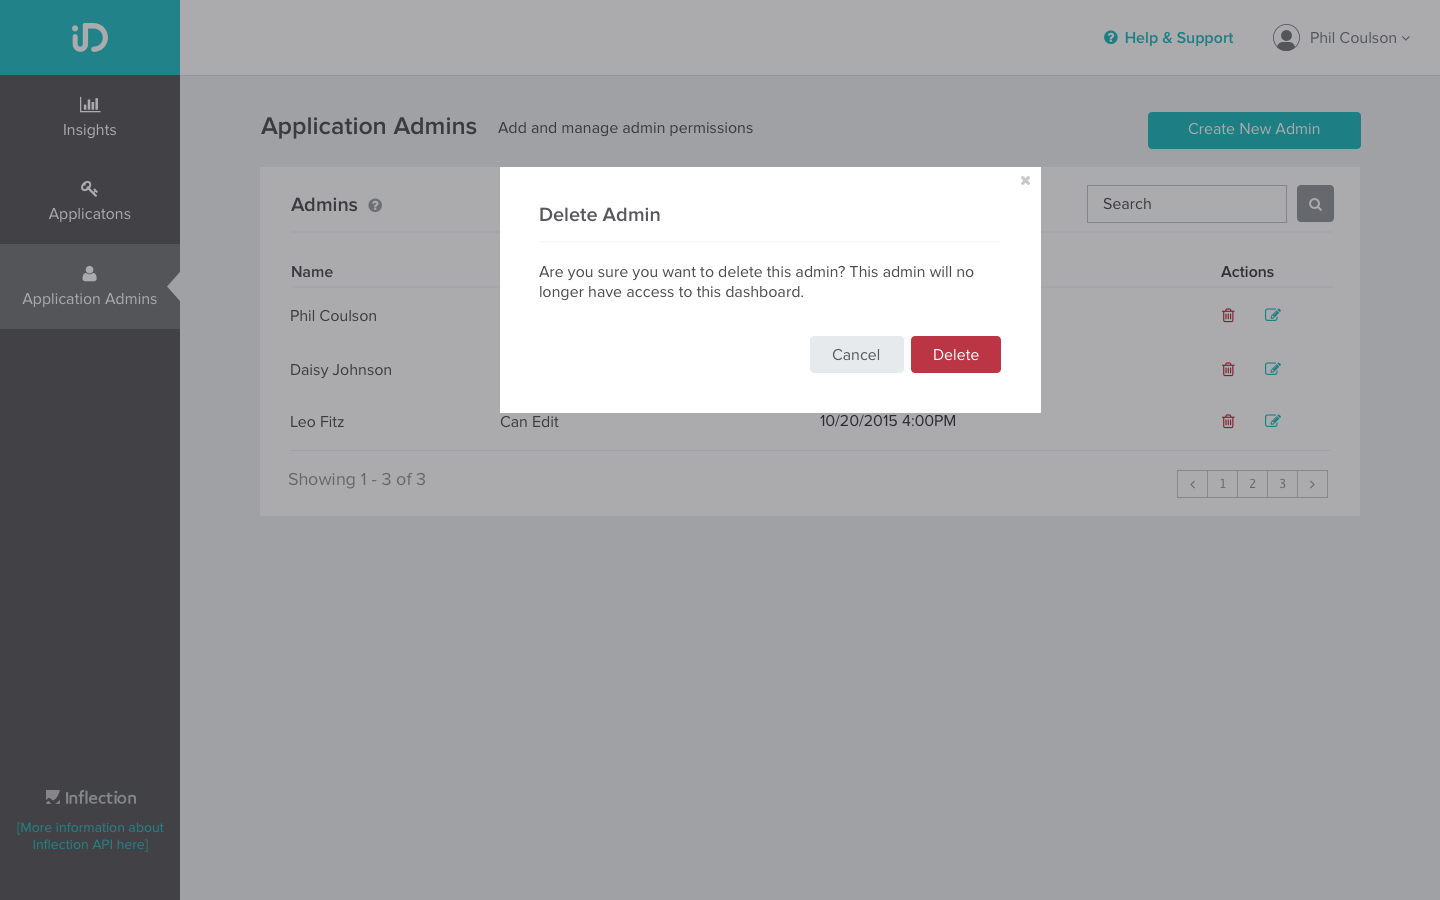 iD
Help & Support
Phil Coulson
Insights
Applicatons
Application Admins
Application Admins
Add and manage admin permissions
Create New Admin
Admins
Search
Name
Actions
Phil Coulson
Daisy Johnson
Leo Fitz
Can Edit
10/20/2015 4:00PM
Showing 1 - 3 of 3
1
2
3
Delete Admin
Are you sure you want to delete this admin? This admin will no
longer have access to this dashboard.
Cancel
Delete
Inflection
[More information about
Inflection API here]